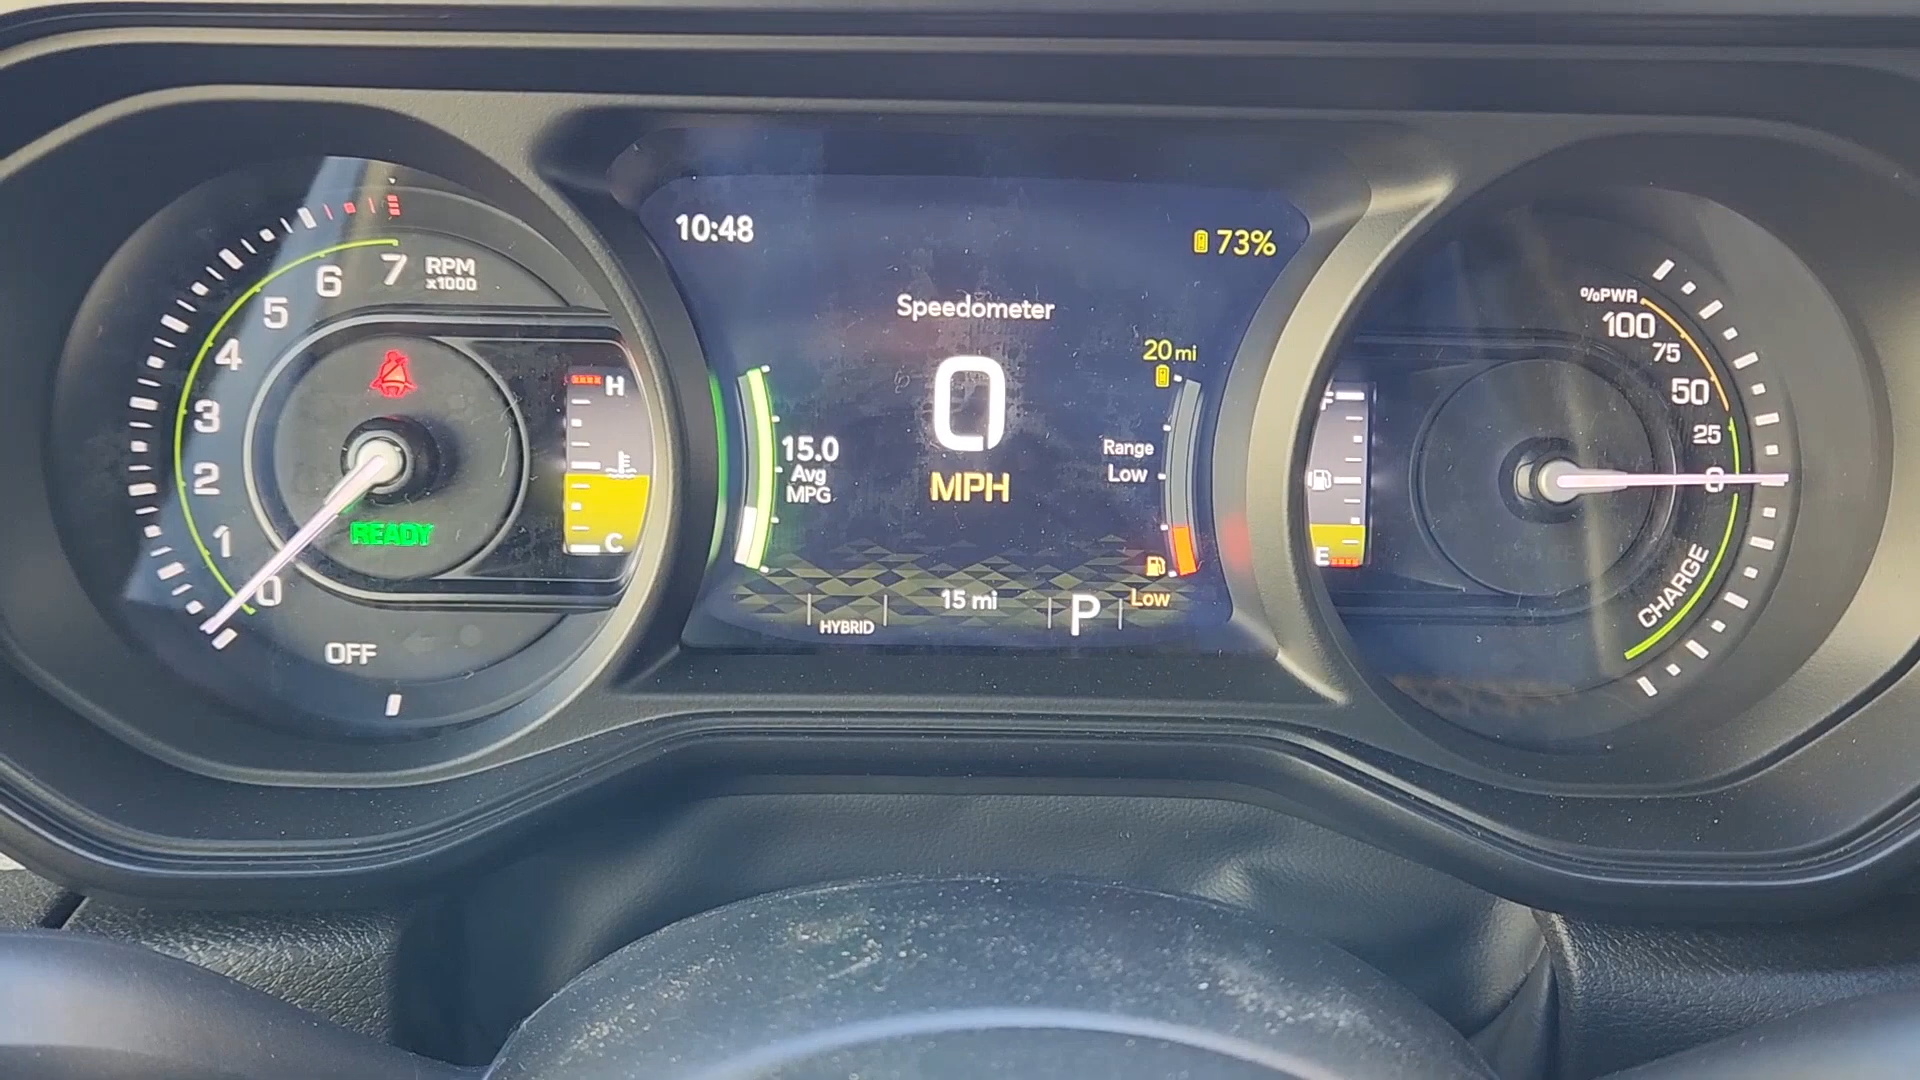 7
RPM
x1000
6
5
4
3
2
1
0
OFF
READY
H
C
10:48
73%
Speedometer
0
MPH
15.0
Avg
MPG
20 mi
Range
Low
Low
HYBRID
15 mi
P
F
E
%PWR
100
75
50
25
0
CHARGE